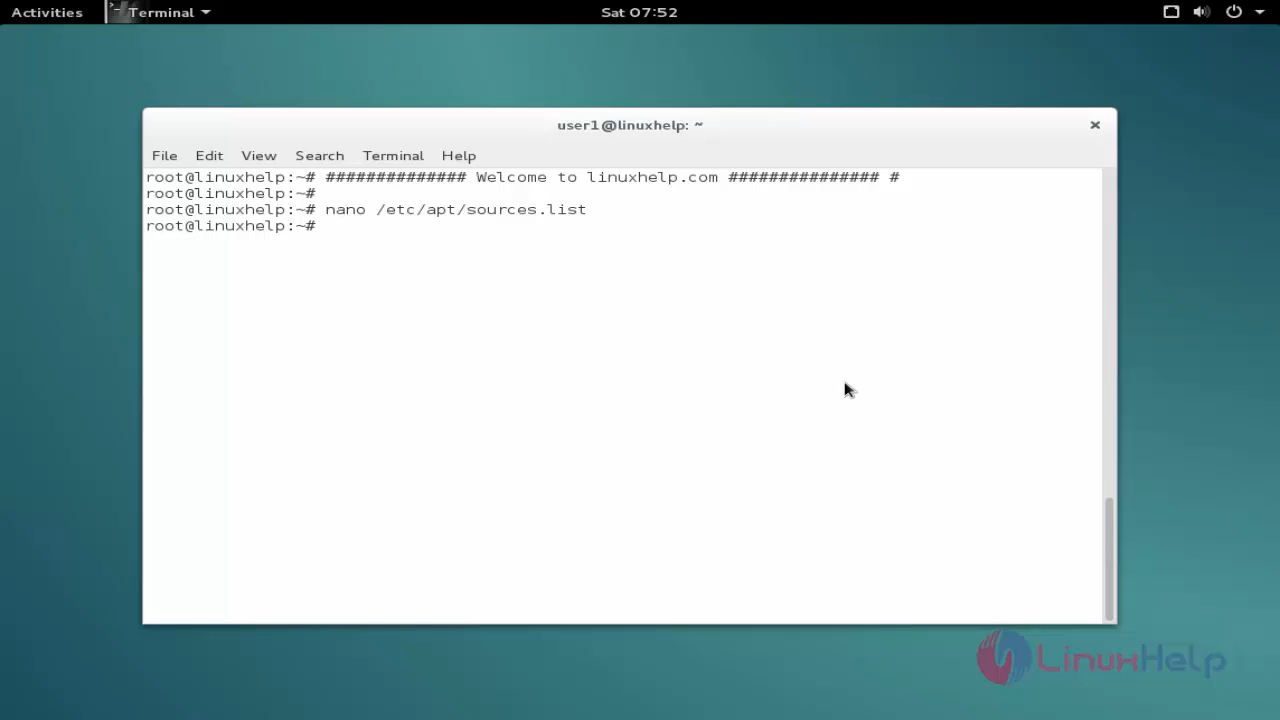 Activities Terminal Sat 07:52
user1@linuxhelp: ~
File Edit View Search Terminal Help
root@linuxhelp:~# ############## Welcome to linuxhelp.com ############### #
root@linuxhelp:~#
root@linuxhelp:~# nano /etc/apt/sources.list
root@linuxhelp:~#
LinuxHelp